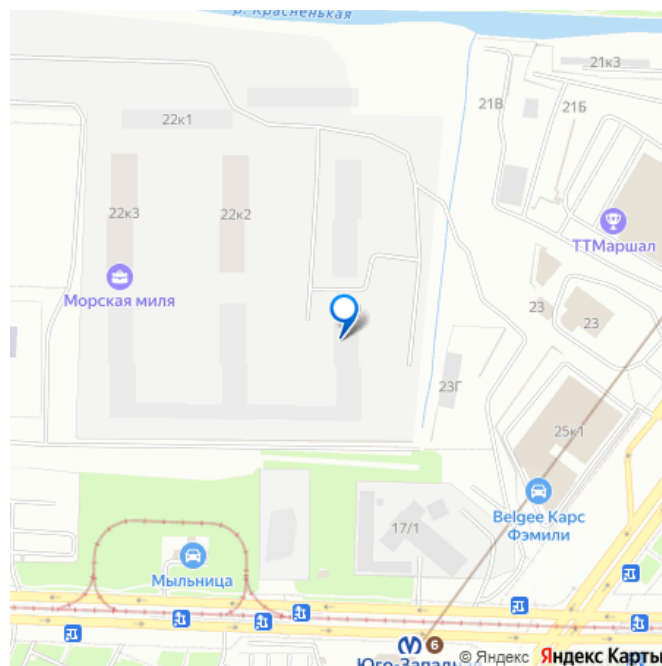 р. Красненькая
21к3
21В
21Б
22к1
22к3
22к2
ТТМаршал
Морская миля
23
23
23Г
25к1
Belgee Карс
Фэмили
17/1
Мыльница
6
© Яндекс Яндекс Карты